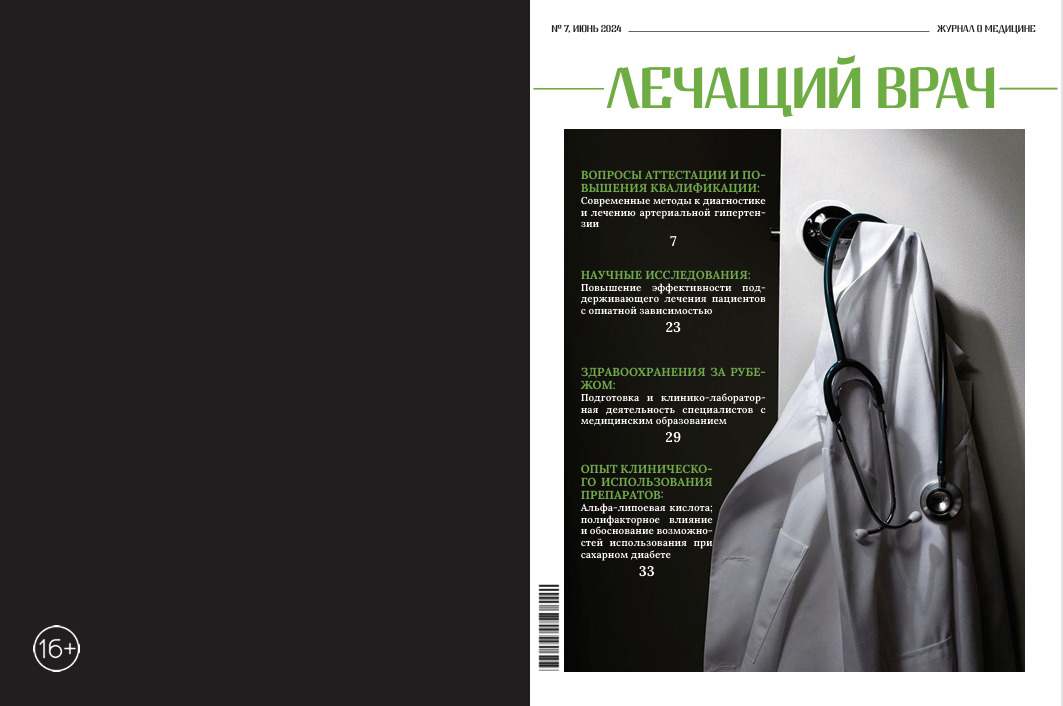 № 7, ИЮНЬ 2024
ЖУРНАЛ О МЕДИЦИНЕ
ЛЕЧАЩИЙ ВРАЧ
ВОПРОСЫ АТТЕСТАЦИИ И ПО-
ВЫШЕНИЯ КВАЛИФИКАЦИИ:
Современные методы к диагностике
и лечению артериальной гипертен-
зии
7
НАУЧНЫЕ ИССЛЕДОВАНИЯ:
Повышение эффективности под-
держивающего лечения пациентов
с опиатной зависимостью
23
ЗДРАВООХРАНЕНИЯ ЗА РУБЕ-
ЖОМ:
Подготовка и клинико-лаборатор-
ная деятельность специалистов с
медицинским образованием
29
ОПЫТ КЛИНИЧЕСКО-
ГО ИСПОЛЬЗОВАНИЯ
ПРЕПАРАТОВ:
Альфа-липоевая кислота;
полифакторное влияние
и обоснование возможно-
стей использования при
сахарном диабете
33
16+